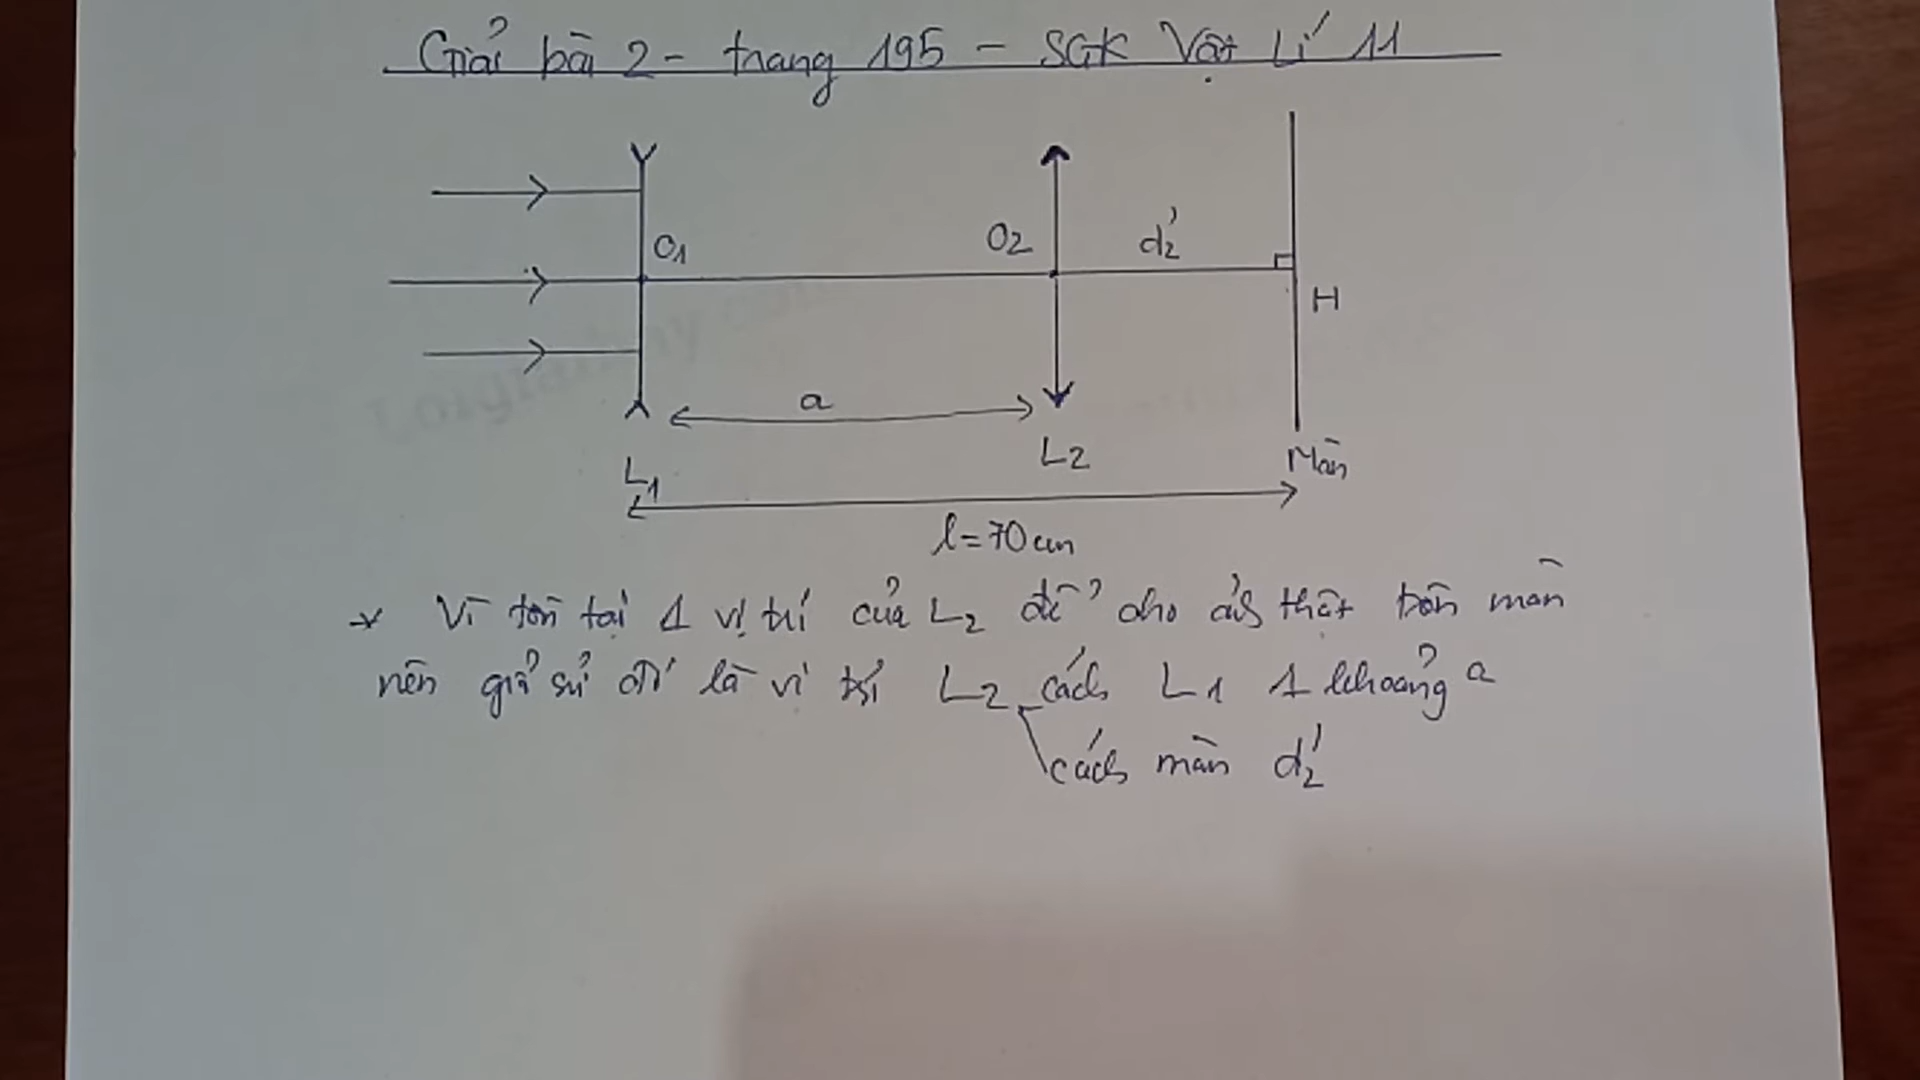 Giải bài 2 - trang 195 - SGK Vật Lí 11
O1
O2
d2'
H
a
L1
L2
Màn
l = 70 cm
* Vì tồn tại 1 vị trí của L2 để cho ảnh thật trên màn
nên giả sử đó là vị trí L2 cách L1 1 khoảng a
cách màn d2'